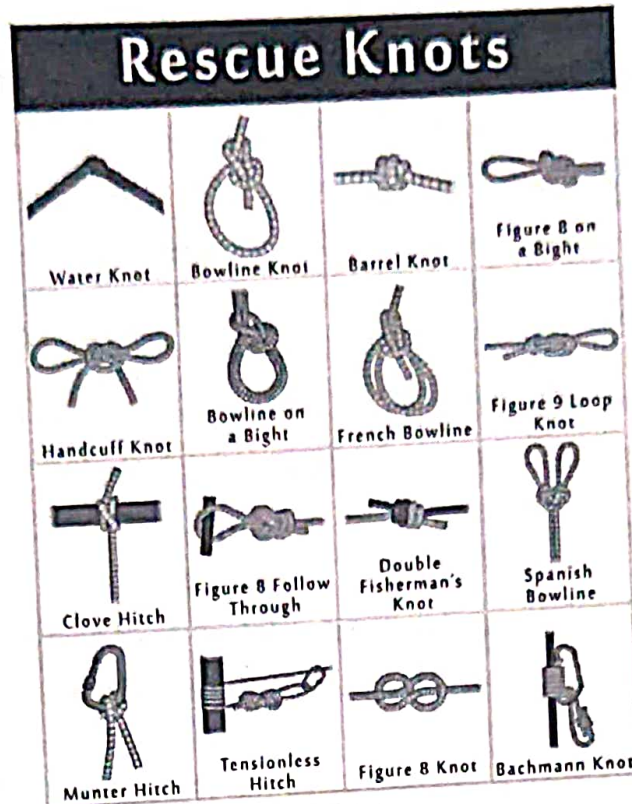 Rescue Knots
Water Knot
Bowline Knot
Barrel Knot
Figure 8 on
a Bight
Handcuff Knot
Bowline on
a Bight
French Bowline
Figure 9 Loop
Knot
Clove Hitch
Figure 8 Follow
Through
Double
Fisherman's
Knot
Spanish
Bowline
Munter Hitch
Tensionless
Hitch
Figure 8 Knot
Bachmann Knot